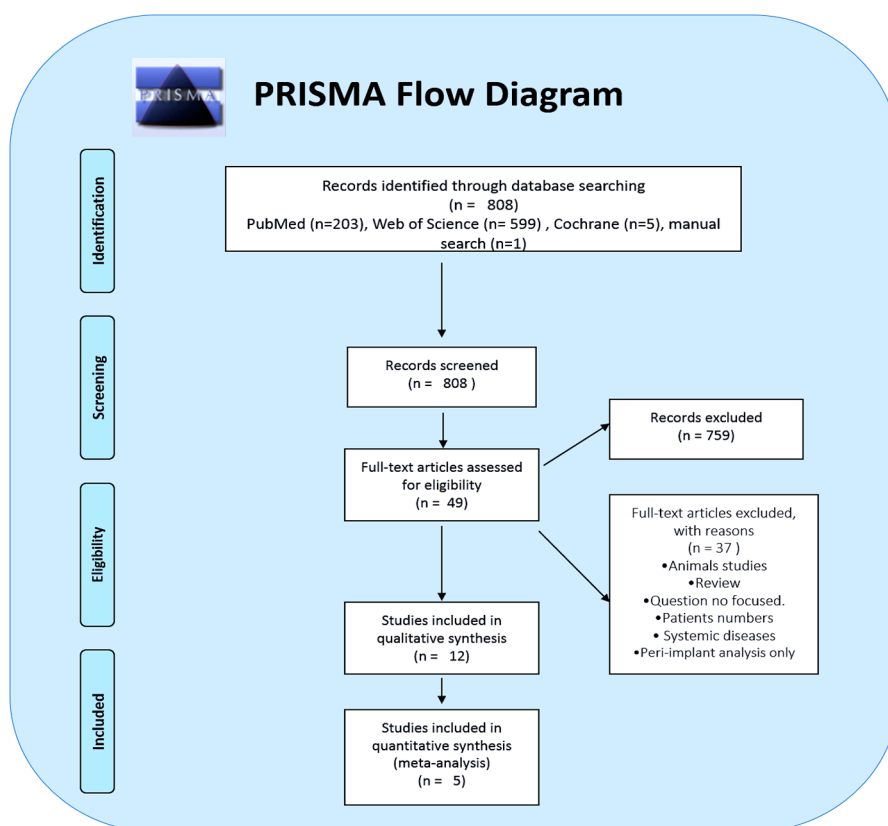 PRISMA
PRISMA Flow Diagram
Identification
Records identified through database searching
(n = 808)
PubMed (n=203), Web of Science (n= 599) , Cochrane (n=5), manual
search (n=1)
Screening
Records screened
(n = 808 )
Records excluded
(n = 759)
Full-text articles assessed
for eligibility
(n = 49)
Eligibility
Full-text articles excluded,
with reasons
(n = 37 )
•Animals studies
•Review
•Question no focused.
•Patients numbers
• Systemic diseases
•Peri-implant analysis only
Studies included in
qualitative synthesis
(n = 12)
Included
Studies included in
quantitative synthesis
(meta-analysis)
(n = 5)